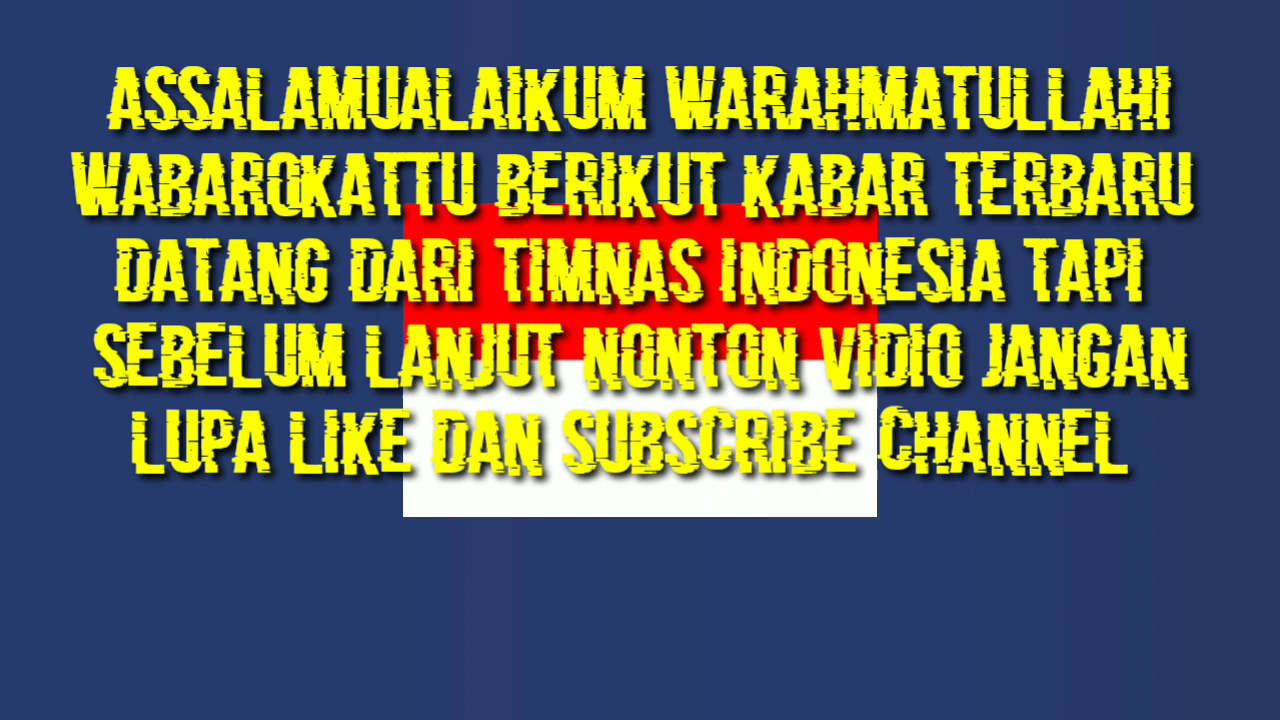 ASSALAMUALAIKUM WARAHMATULLAHI
WABAROKATTU BERIKUT KABAR TERBARU
DATANG DARI TIMNAS INDONESIA TAPI
SEBELUM LANJUT NONTON VIDIO JANGAN
LUPA LIKE DAN SUBSCRIBE CHANNEL